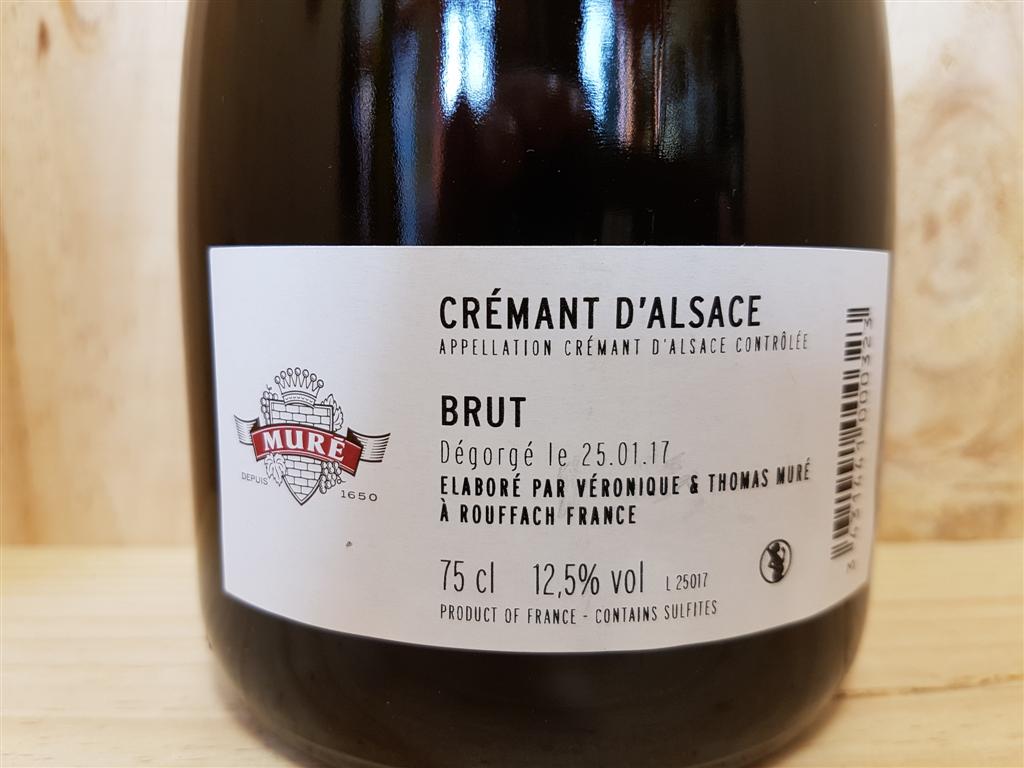 CRÉMANT D'ALSACE
APPELLATION CRÉMANT D'ALSACE CONTRÔLÉE
BRUT
Dégorgé le 25.01.17
ELABORÉ PAR VÉRONIQUE & THOMAS MURÉ
À ROUFFACH FRANCE
75 cl 12,5% vol L 25017
PRODUCT OF FRANCE - CONTAINS SULFITES
MURÉ
DEPUIS 1650